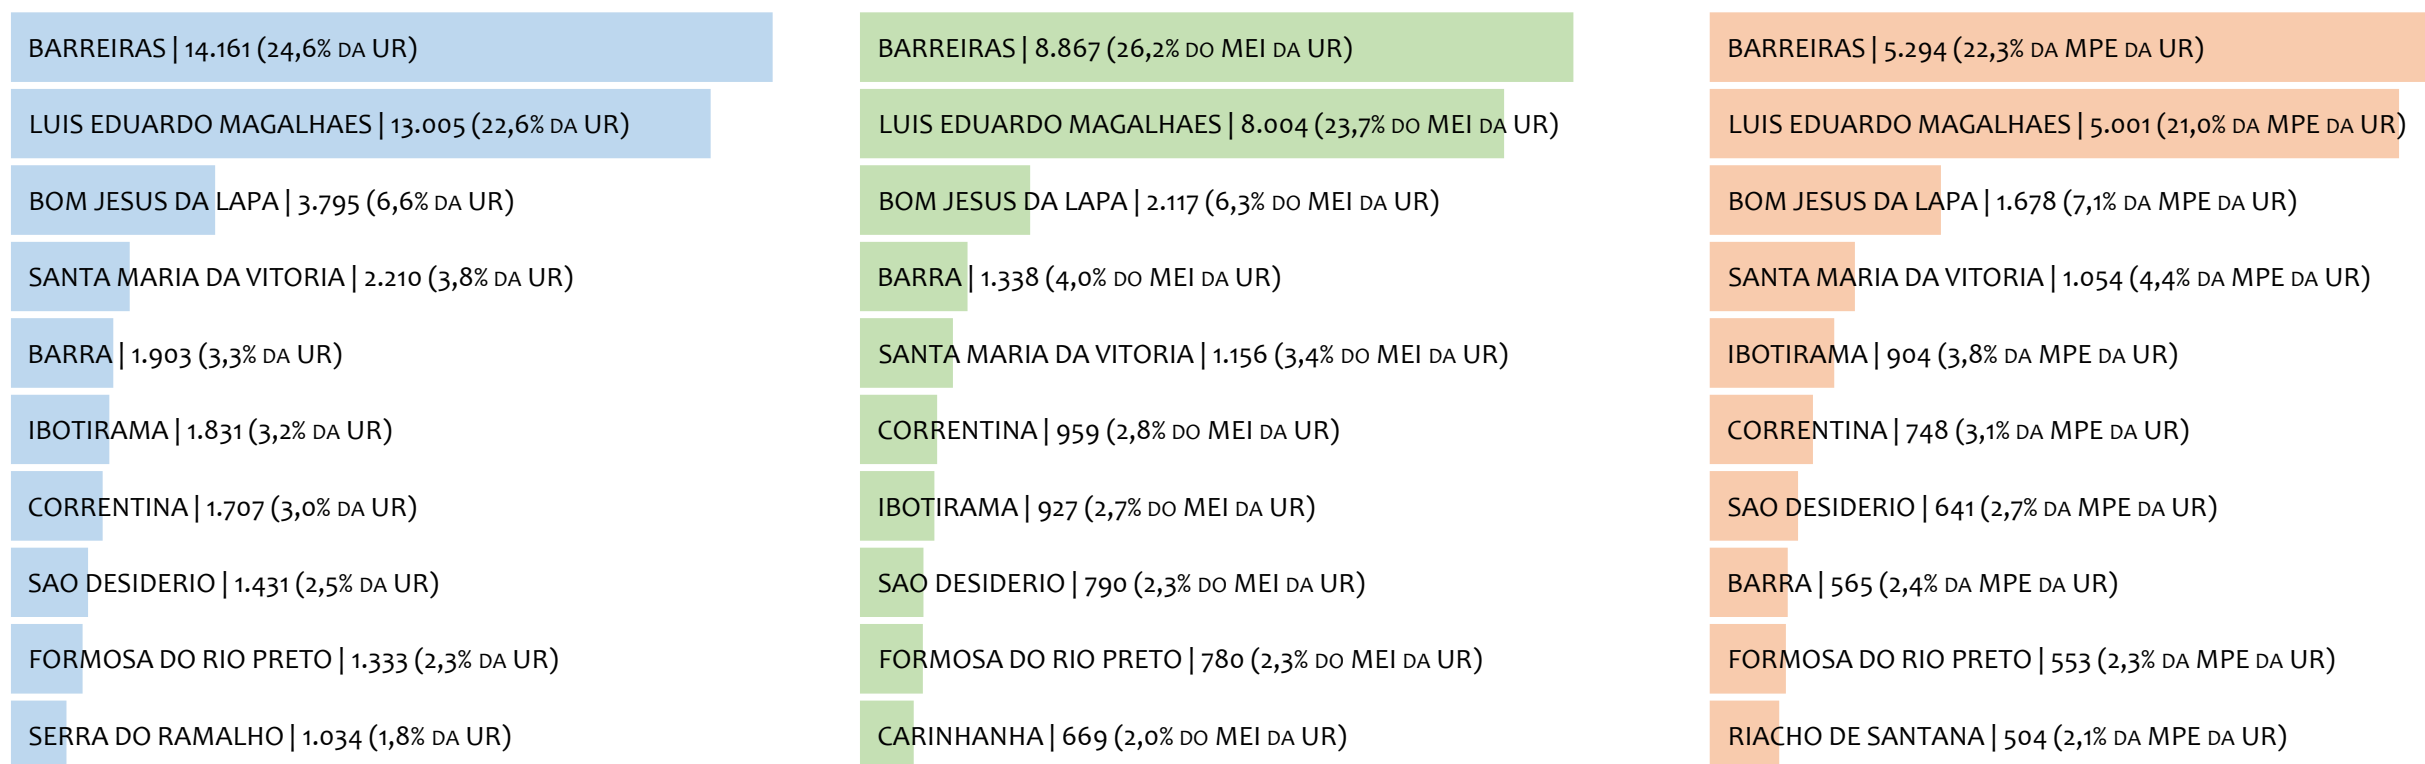 BARREIRAS | 14.161 (24,6% DA UR)
LUIS EDUARDO MAGALHAES | 13.005 (22,6% DA UR)
BOM JESUS DA LAPA | 3.795 (6,6% DA UR)
SANTA MARIA DA VITORIA | 2.210 (3,8% DA UR)
BARRA | 1.903 (3,3% DA UR)
IBOTIRAMA | 1.831 (3,2% DA UR)
CORRENTINA | 1.707 (3,0% DA UR)
SAO DESIDERIO | 1.431 (2,5% DA UR)
FORMOSA DO RIO PRETO | 1.333 (2,3% DA UR)
SERRA DO RAMALHO | 1.034 (1,8% DA UR)
BARREIRAS | 8.867 (26,2% DO MEI DA UR)
LUIS EDUARDO MAGALHAES | 8.004 (23,7% DO MEI DA UR)
BOM JESUS DA LAPA | 2.117 (6,3% DO MEI DA UR)
BARRA | 1.338 (4,0% DO MEI DA UR)
SANTA MARIA DA VITORIA | 1.156 (3,4% DO MEI DA UR)
CORRENTINA | 959 (2,8% DO MEI DA UR)
IBOTIRAMA | 927 (2,7% DO MEI DA UR)
SAO DESIDERIO | 790 (2,3% DO MEI DA UR)
FORMOSA DO RIO PRETO | 780 (2,3% DO MEI DA UR)
CARINHANHA | 669 (2,0% DO MEI DA UR)
BARREIRAS | 5.294 (22,3% DA MPE DA UR)
LUIS EDUARDO MAGALHAES | 5.001 (21,0% DA MPE DA UR)
BOM JESUS DA LAPA | 1.678 (7,1% DA MPE DA UR)
SANTA MARIA DA VITORIA | 1.054 (4,4% DA MPE DA UR)
IBOTIRAMA | 904 (3,8% DA MPE DA UR)
CORRENTINA | 748 (3,1% DA MPE DA UR)
SAO DESIDERIO | 641 (2,7% DA MPE DA UR)
BARRA | 565 (2,4% DA MPE DA UR)
FORMOSA DO RIO PRETO | 553 (2,3% DA MPE DA UR)
RIACHO DE SANTANA | 504 (2,1% DA MPE DA UR)